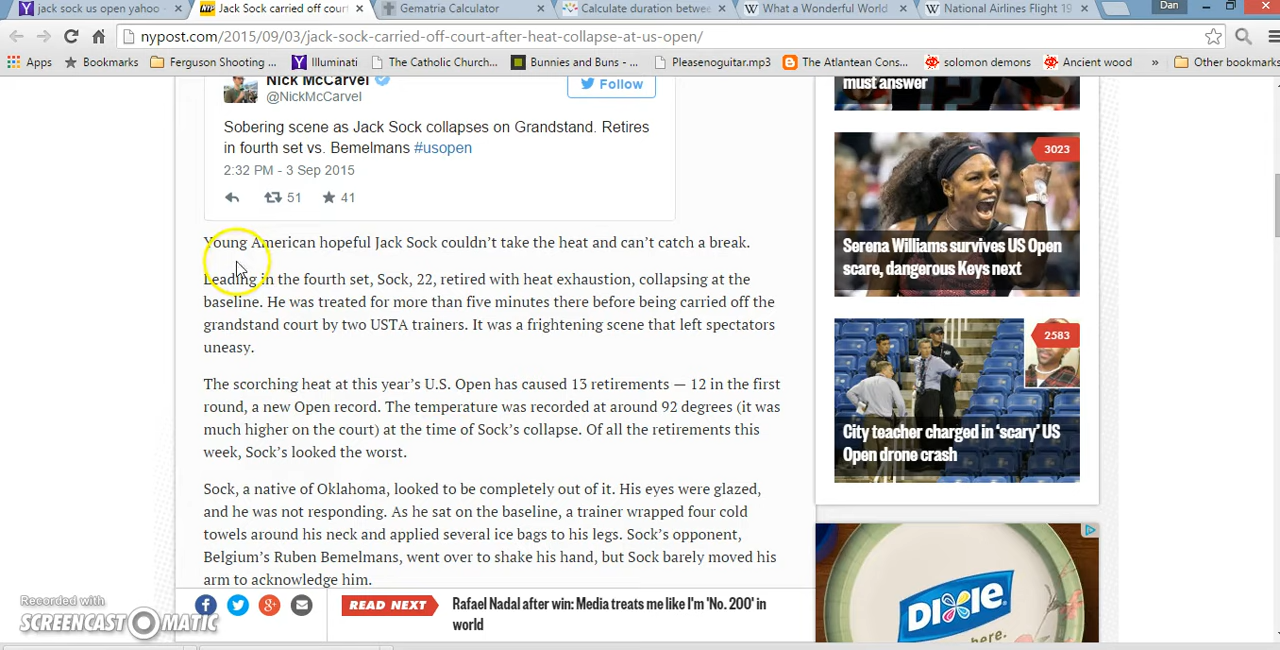 jack sock us open yahoo
Jack Sock carried off court
Gematria Calculator
Calculate duration betwee
What a Wonderful World
National Airlines Flight 19
Dan
nypost.com/2015/09/03/jack-sock-carried-off-court-after-heat-collapse-at-us-open/
Apps
Bookmarks
Ferguson Shooting ...
Illuminati
The Catholic Church...
Bunnies and Buns - ...
Pleasenoguitar.mp3
The Atlantean Cons...
solomon demons
Ancient wood
»
Other bookmarks
Nick McCarvel
@NickMcCarvel
Follow
Sobering scene as Jack Sock collapses on Grandstand. Retires
in fourth set vs. Bemelmans #usopen
2:32 PM - 3 Sep 2015
51
41
Young American hopeful Jack Sock couldn't take the heat and can't catch a break.
Leading in the fourth set, Sock, 22, retired with heat exhaustion, collapsing at the
baseline. He was treated for more than five minutes there before being carried off the
grandstand court by two USTA trainers. It was a frightening scene that left spectators
uneasy.
The scorching heat at this year's U.S. Open has caused 13 retirements — 12 in the first
round, a new Open record. The temperature was recorded at around 92 degrees (it was
much higher on the court) at the time of Sock's collapse. Of all the retirements this
week, Sock's looked the worst.
Sock, a native of Oklahoma, looked to be completely out of it. His eyes were glazed,
and he was not responding. As he sat on the baseline, a trainer wrapped four cold
towels around his neck and applied several ice bags to his legs. Sock's opponent,
Belgium's Ruben Bemelmans, went over to shake his hand, but Sock barely moved his
arm to acknowledge him.
must answer
3023
Serena Williams survives US Open
scare, dangerous Keys next
2583
City teacher charged in 'scary' US
Open drone crash
DIXIE
here.
READ NEXT
Rafael Nadal after win: Media treats me like I'm 'No. 200' in
world
Recorded with
SCREENCAST MATIC